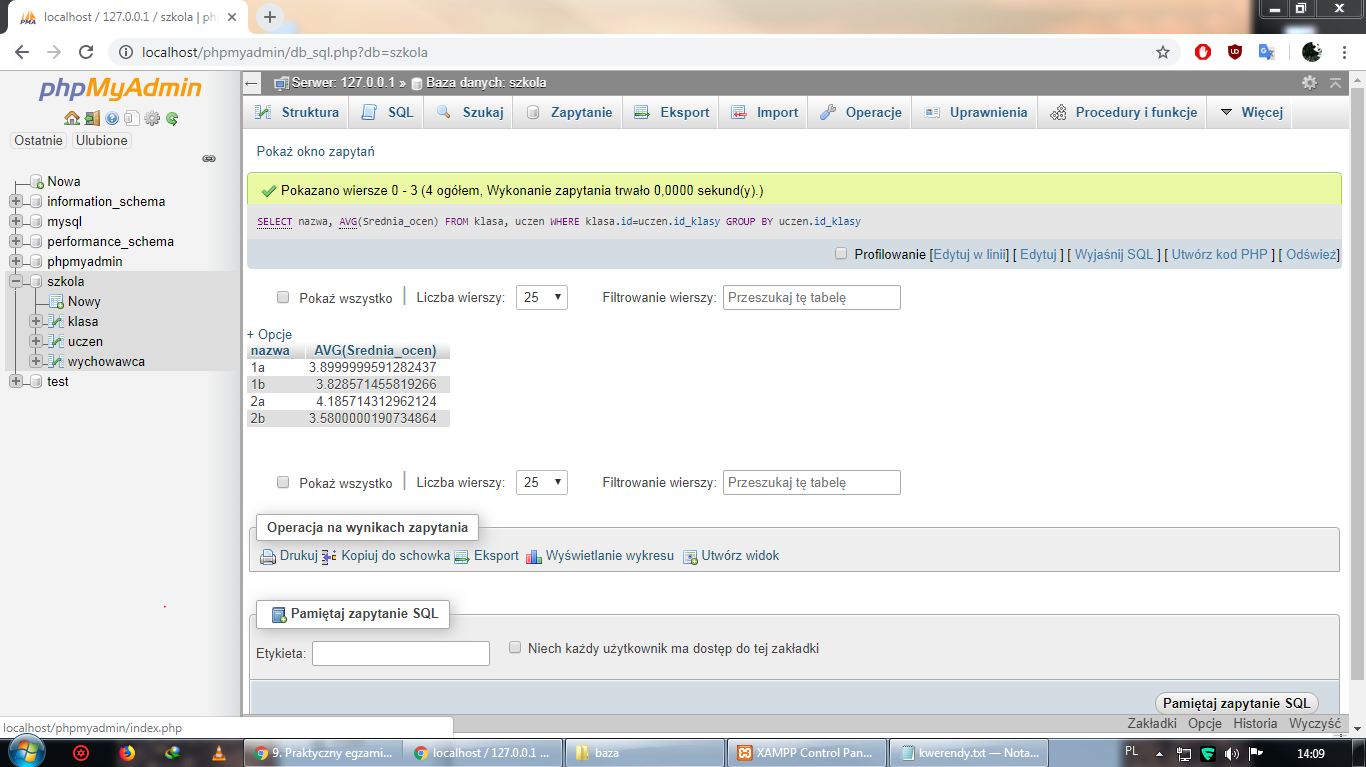 localhost / 127.0.0.1 / szkola | ph
localhost/phpmyadmin/db_sql.php?db=szkola
phpMyAdmin
Ostatnie Ulubione
Nowa
information_schema
mysql
performance_schema
phpmyadmin
szkola
Nowy
klasa
uczen
wychowawca
test
Serwer: 127.0.0.1 » Baza danych: szkola
Struktura SQL Szukaj Zapytanie Eksport Import Operacje Uprawnienia Procedury i funkcje Więcej
Pokaż okno zapytań
Pokazano wiersze 0 - 3 (4 ogółem, Wykonanie zapytania trwało 0,0000 sekund(y).)
SELECT nazwa, AVG(Srednia_ocen) FROM klasa, uczen WHERE klasa.id=uczen.id_klasy GROUP BY uczen.id_klasy
Profilowanie [Edytuj w linii] [ Edytuj ] [ Wyjaśnij SQL ] [ Utwórz kod PHP ] [ Odśwież]
Pokaż wszystko | Liczba wierszy: 25 Filtrowanie wierszy: Przeszukaj tę tabelę
+ Opcje
nazwa AVG(Srednia_ocen)
1a 3.8999999591282437
1b 3.828571455819266
2a 4.185714312962124
2b 3.5800000190734864
Pokaż wszystko | Liczba wierszy: 25 Filtrowanie wierszy: Przeszukaj tę tabelę
Operacja na wynikach zapytania
Drukuj Kopiuj do schowka Eksport Wyświetlanie wykresu Utwórz widok
Pamiętaj zapytanie SQL
Etykieta: Niech każdy użytkownik ma dostęp do tej zakładki
Pamiętaj zapytanie SQL
Zakładki Opcje Historia Wyczyść
localhost/phpmyadmin/index.php
9. Praktyczny egzami... localhost / 127.0.0.1 ... baza XAMPP Control Pan... kwerendy.txt — Nota... PL 14:09